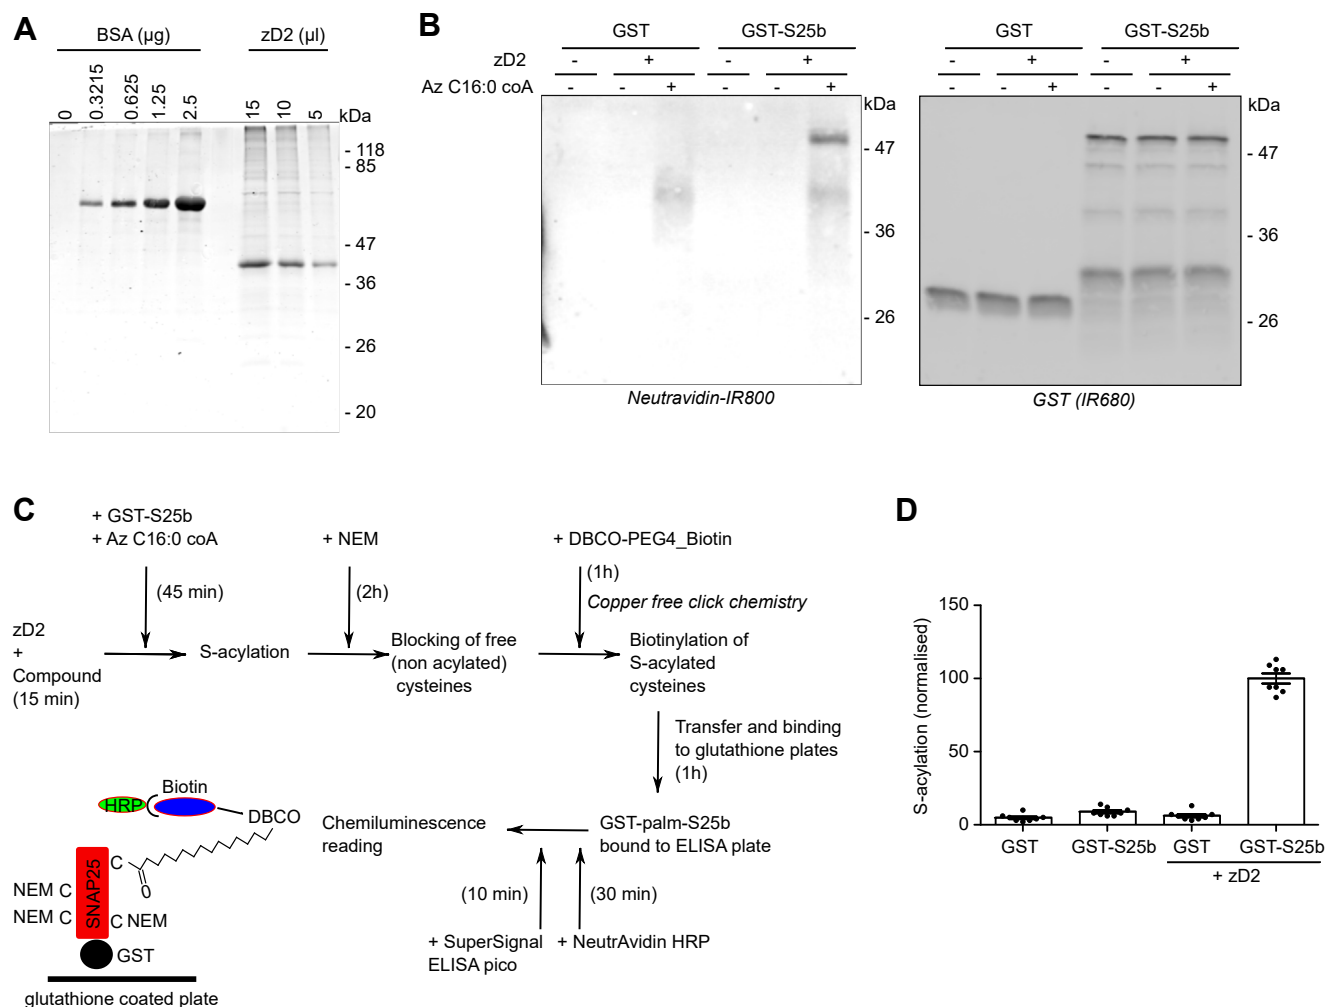 A
BSA (µg)
zD2 (µl)
0
0.3215
0.625
1.25
2.5
15
10
5
kDa
- 118
- 85
- 47
- 36
- 26
- 20
B
GST
GST-S25b
zD2
-
+
-
+
Az C16:0 coA
-
-
+
-
-
+
kDa
- 47
- 36
- 26
Neutravidin-IR800
GST
GST-S25b
-
+
-
+
-
-
+
-
-
+
kDa
- 47
- 36
- 26
GST (IR680)
C
+ GST-S25b
+ Az C16:0 coA
(45 min)
+ NEM
(2h)
+ DBCO-PEG4_Biotin
(1h)
Copper free click chemistry
zD2
+
Compound
(15 min)
S-acylation
Blocking of free
(non acylated)
cysteines
Biotinylation of
S-acylated
cysteines
Transfer and binding
to glutathione plates
(1h)
GST-palm-S25b
bound to ELISA plate
(30 min)
+ NeutrAvidin HRP
(10 min)
+ SuperSignal
ELISA pico
Chemiluminescence
reading
HRP
Biotin
DBCO
C
O
SNAP25
NEM C
NEM C
C NEM
GST
glutathione coated plate
D
S-acylation (normalised)
150
100
50
0
GST
GST-S25b
GST
GST-S25b
+ zD2